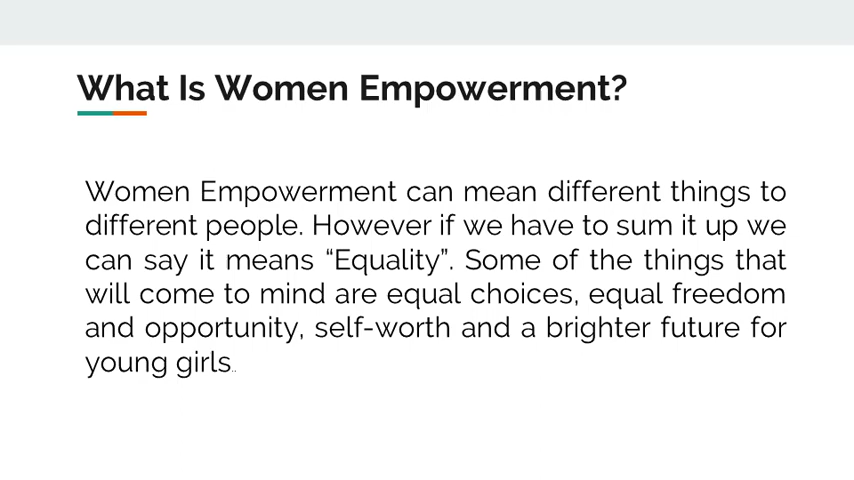 What Is Women Empowerment?
Women Empowerment can mean different things to
different people. However if we have to sum it up we
can say it means “Equality”. Some of the things that
will come to mind are equal choices, equal freedom
and opportunity, self-worth and a brighter future for
young girls..